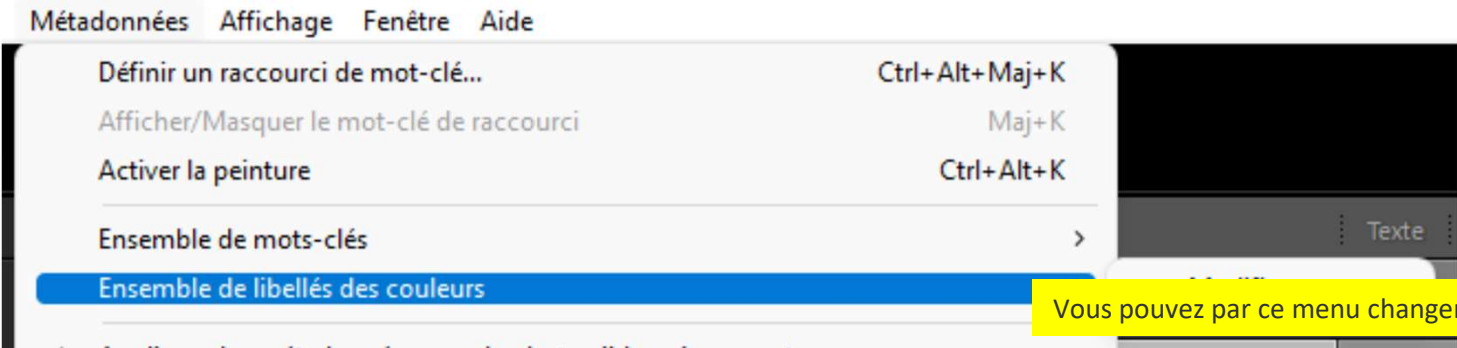 Métadonnées Affichage Fenêtre Aide
Définir un raccourci de mot-clé... Ctrl+Alt+Maj+K
Afficher/Masquer le mot-clé de raccourci Maj+K
Activer la peinture Ctrl+Alt+K
Ensemble de mots-clés >
Texte
Ensemble de libellés des couleurs
Vous pouvez par ce menu changer